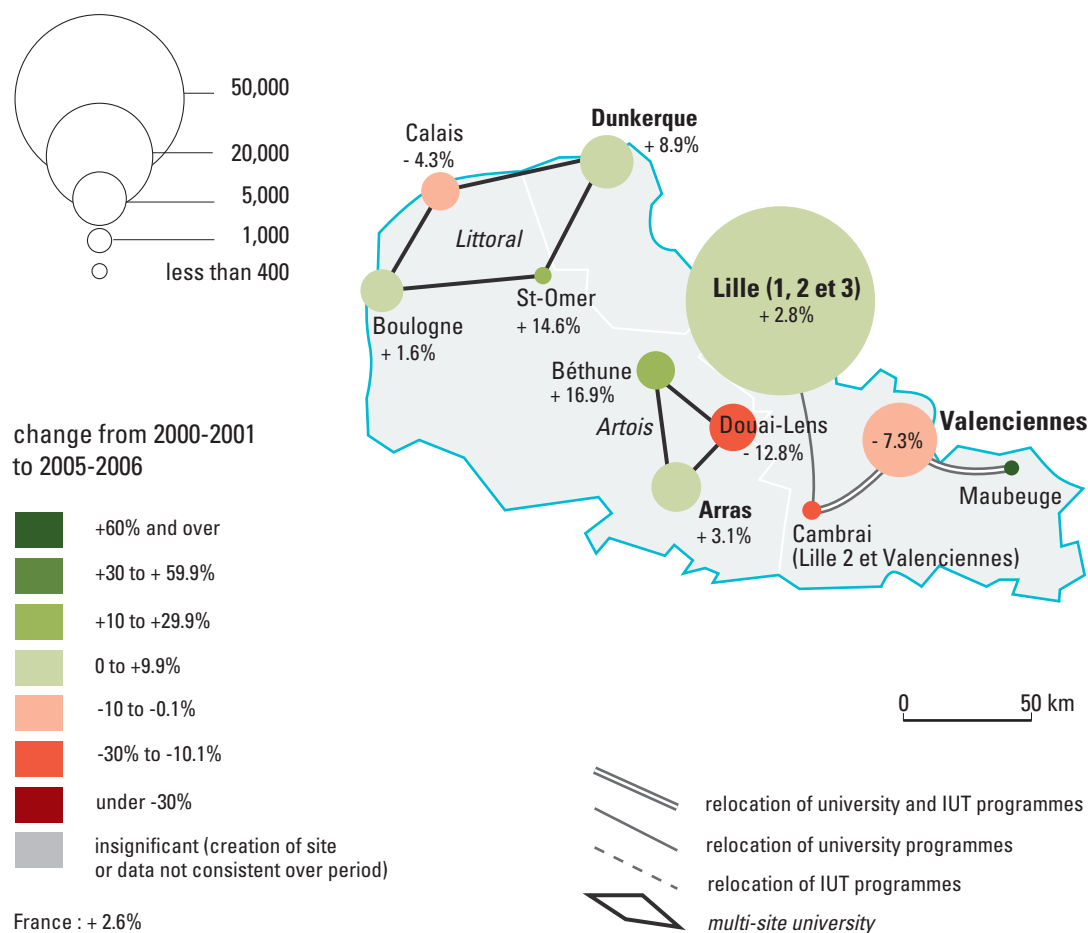 50,000
20,000
5,000
1,000
less than 400
Dunkerque
+ 8.9%
Calais
- 4.3%
Littoral
St-Omer
+ 14.6%
Boulogne
+ 1.6%
Lille (1, 2 et 3)
+ 2.8%
Béthune
+ 16.9%
Artois
Douai-Lens
- 12.8%
Arras
+ 3.1%
Valenciennes
- 7.3%
Maubeuge
Cambrai
(Lille 2 et Valenciennes)
change from 2000-2001
to 2005-2006
+60% and over
+30 to + 59.9%
+10 to +29.9%
0 to +9.9%
-10 to -0.1%
-30% to -10.1%
under -30%
insignificant (creation of site
or data not consistent over period)
France : + 2.6%
0 50 km
relocation of university and IUT programmes
relocation of university programmes
relocation of IUT programmes
multi-site university